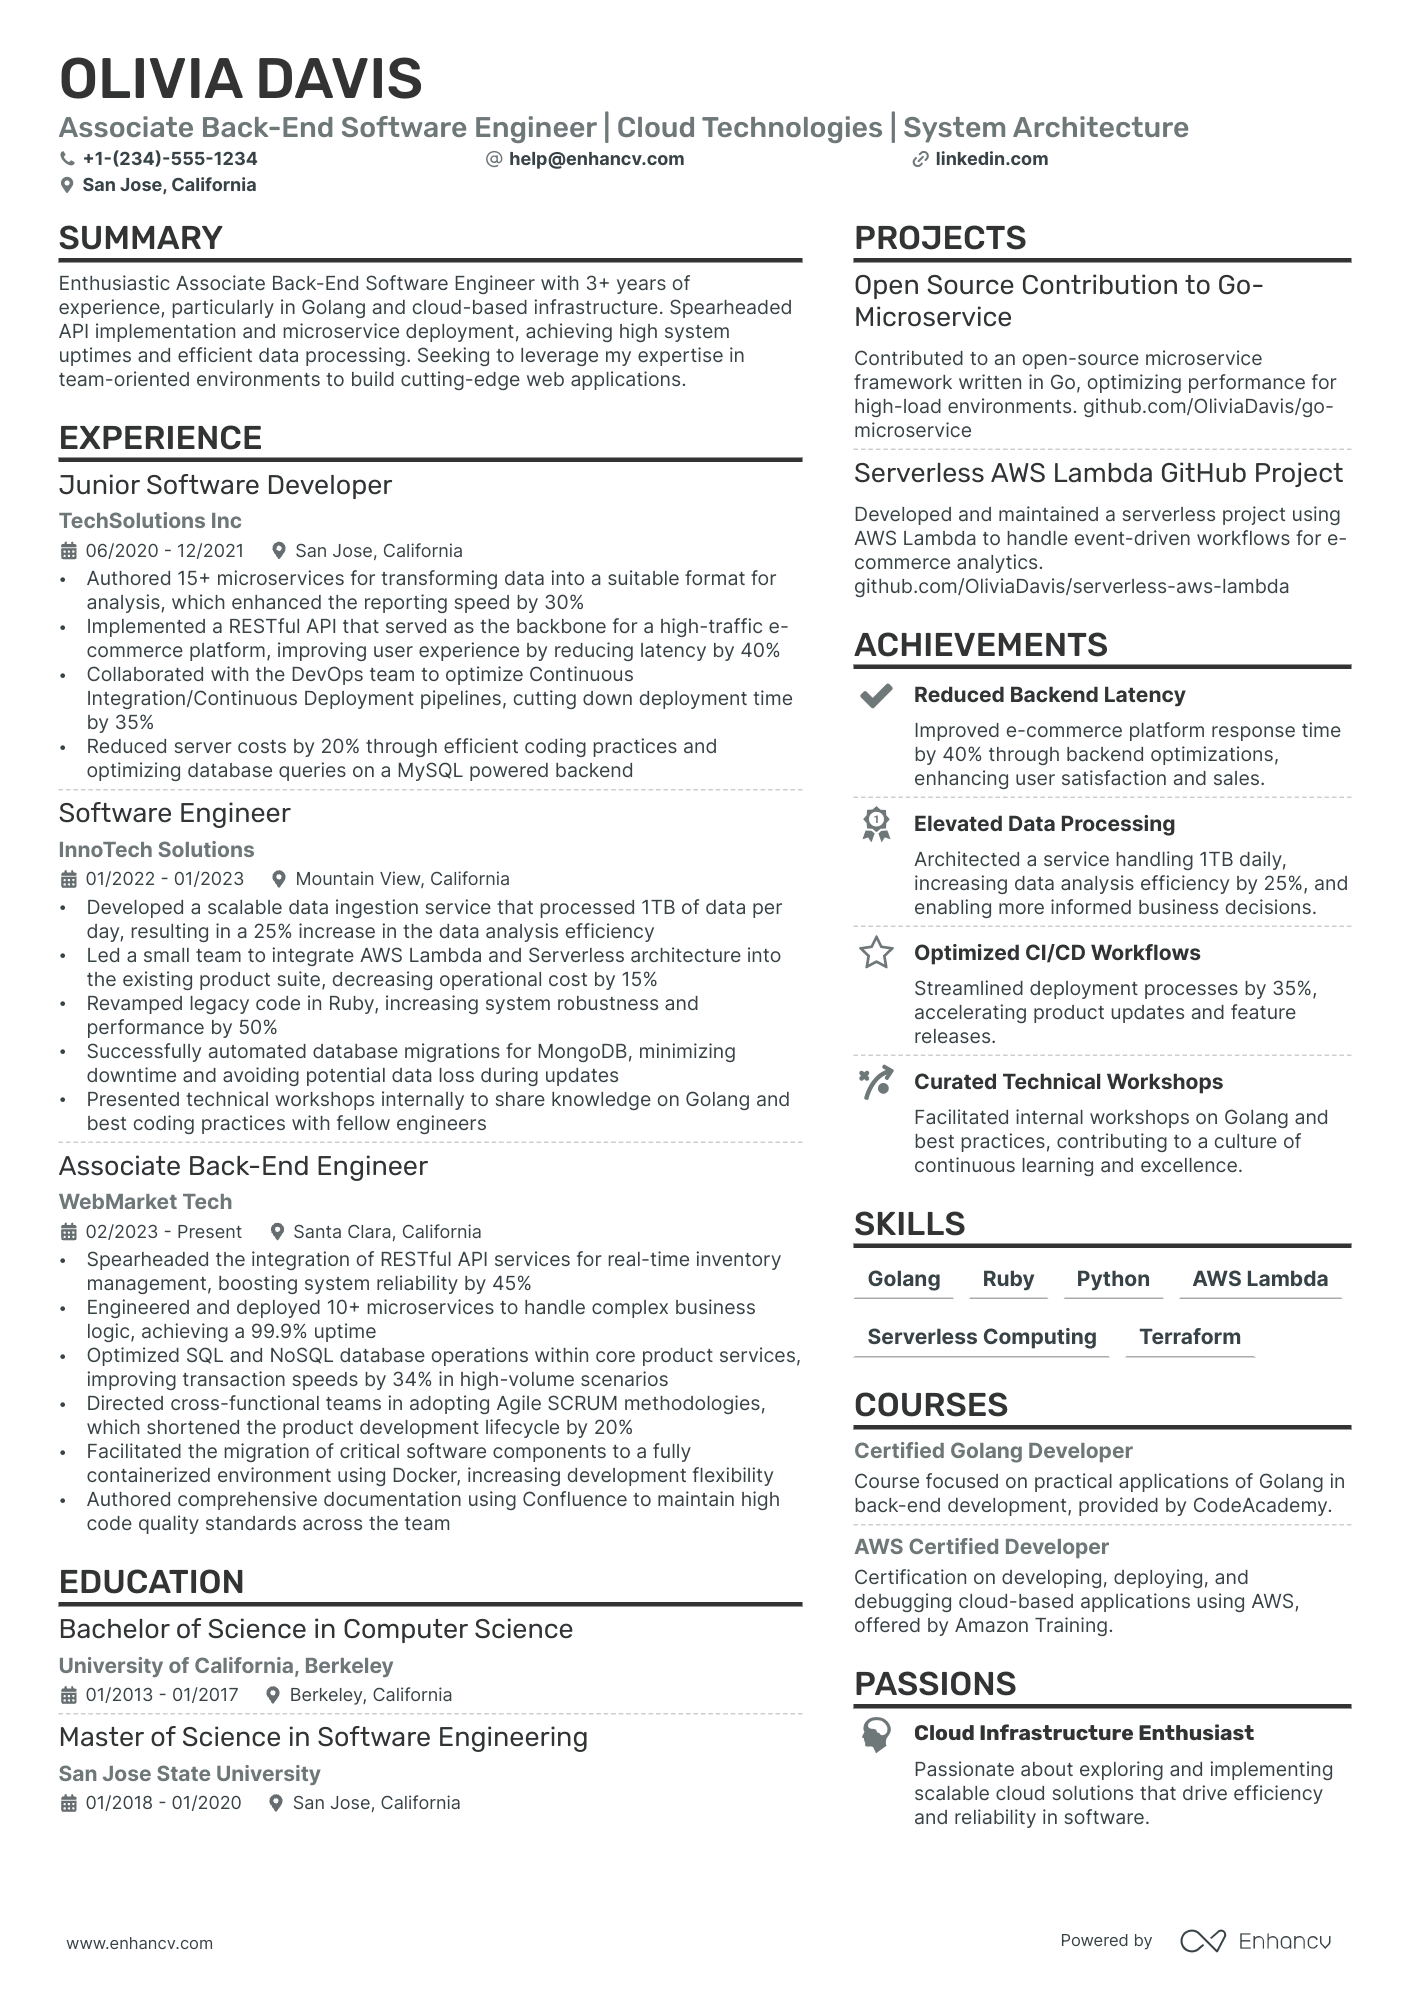 OLIVIA DAVIS
Associate Back-End Software Engineer | Cloud Technologies | System Architecture
+1-(234)-555-1234
help@enhancv.com
linkedin.com
San Jose, California
SUMMARY
Enthusiastic Associate Back-End Software Engineer with 3+ years of
experience, particularly in Golang and cloud-based infrastructure. Spearheaded
API implementation and microservice deployment, achieving high system
uptimes and efficient data processing. Seeking to leverage my expertise in
team-oriented environments to build cutting-edge web applications.
EXPERIENCE
Junior Software Developer
TechSolutions Inc
06/2020 - 12/2021 San Jose, California
• Authored 15+ microservices for transforming data into a suitable format for
analysis, which enhanced the reporting speed by 30%
• Implemented a RESTful API that served as the backbone for a high-traffic e-
commerce platform, improving user experience by reducing latency by 40%
• Collaborated with the DevOps team to optimize Continuous
Integration/Continuous Deployment pipelines, cutting down deployment time
by 35%
• Reduced server costs by 20% through efficient coding practices and
optimizing database queries on a MySQL powered backend
Software Engineer
InnoTech Solutions
01/2022 - 01/2023 Mountain View, California
• Developed a scalable data ingestion service that processed 1TB of data per
day, resulting in a 25% increase in the data analysis efficiency
• Led a small team to integrate AWS Lambda and Serverless architecture into
the existing product suite, decreasing operational cost by 15%
• Revamped legacy code in Ruby, increasing system robustness and
performance by 50%
• Successfully automated database migrations for MongoDB, minimizing
downtime and avoiding potential data loss during updates
• Presented technical workshops internally to share knowledge on Golang and
best coding practices with fellow engineers
Associate Back-End Engineer
WebMarket Tech
02/2023 - Present Santa Clara, California
• Spearheaded the integration of RESTful API services for real-time inventory
management, boosting system reliability by 45%
• Engineered and deployed 10+ microservices to handle complex business
logic, achieving a 99.9% uptime
• Optimized SQL and NoSQL database operations within core product services,
improving transaction speeds by 34% in high-volume scenarios
• Directed cross-functional teams in adopting Agile SCRUM methodologies,
which shortened the product development lifecycle by 20%
• Facilitated the migration of critical software components to a fully
containerized environment using Docker, increasing development flexibility
• Authored comprehensive documentation using Confluence to maintain high
code quality standards across the team
EDUCATION
Bachelor of Science in Computer Science
University of California, Berkeley
01/2013 - 01/2017 Berkeley, California
Master of Science in Software Engineering
San Jose State University
01/2018 - 01/2020 San Jose, California
PROJECTS
Open Source Contribution to Go-
Microservice
Contributed to an open-source microservice
framework written in Go, optimizing performance for
high-load environments. github.com/OliviaDavis/go-
microservice
Serverless AWS Lambda GitHub Project
Developed and maintained a serverless project using
AWS Lambda to handle event-driven workflows for e-
commerce analytics.
github.com/OliviaDavis/serverless-aws-lambda
ACHIEVEMENTS
Reduced Backend Latency
Improved e-commerce platform response time
by 40% through backend optimizations,
enhancing user satisfaction and sales.
1
Elevated Data Processing
Architected a service handling 1TB daily,
increasing data analysis efficiency by 25%, and
enabling more informed business decisions.
Optimized CI/CD Workflows
Streamlined deployment processes by 35%,
accelerating product updates and feature
releases.
Curated Technical Workshops
Facilitated internal workshops on Golang and
best practices, contributing to a culture of
continuous learning and excellence.
SKILLS
Golang Ruby Python AWS Lambda
Serverless Computing Terraform
COURSES
Certified Golang Developer
Course focused on practical applications of Golang in
back-end development, provided by CodeAcademy.
AWS Certified Developer
Certification on developing, deploying, and
debugging cloud-based applications using AWS,
offered by Amazon Training.
PASSIONS
Cloud Infrastructure Enthusiast
Passionate about exploring and implementing
scalable cloud solutions that drive efficiency
and reliability in software.
www.enhancv.com
Powered by Enhancv